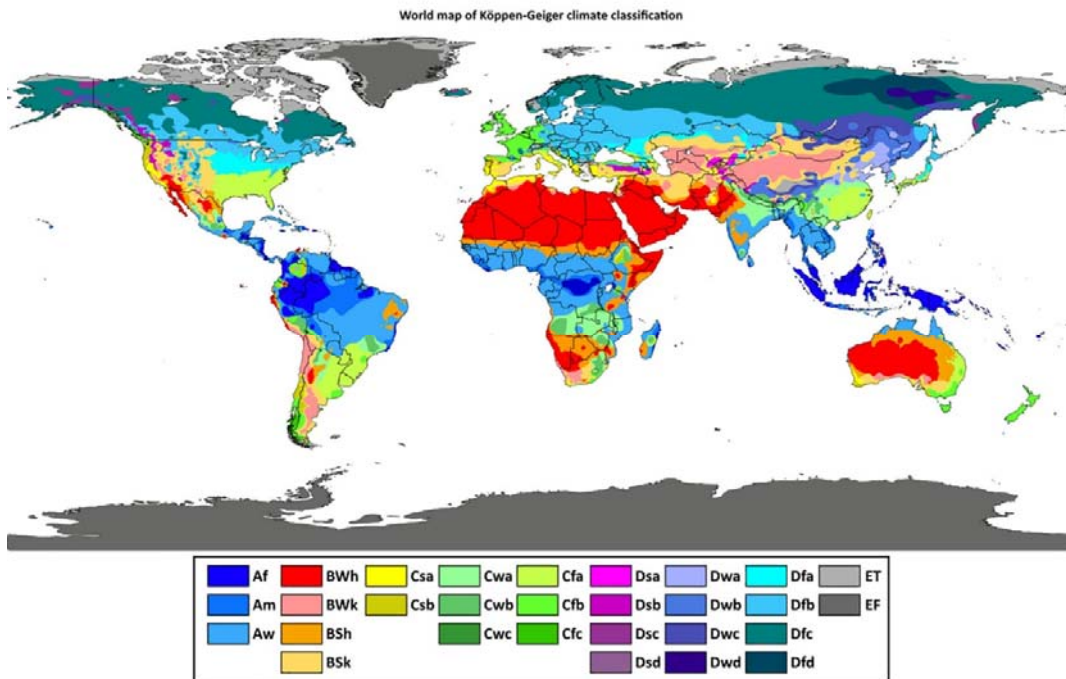 World map of Köppen-Geiger climate classification
Af BWh Csa Cwa Cfa Dsa Dwa Dfa ET
Am BWk Csb Cwb Cfb Dsb Dwb Dfb EF
Aw BSh Cwc Cfc Dsc Dwc Dfc
BSk Dsd Dwd Dfd